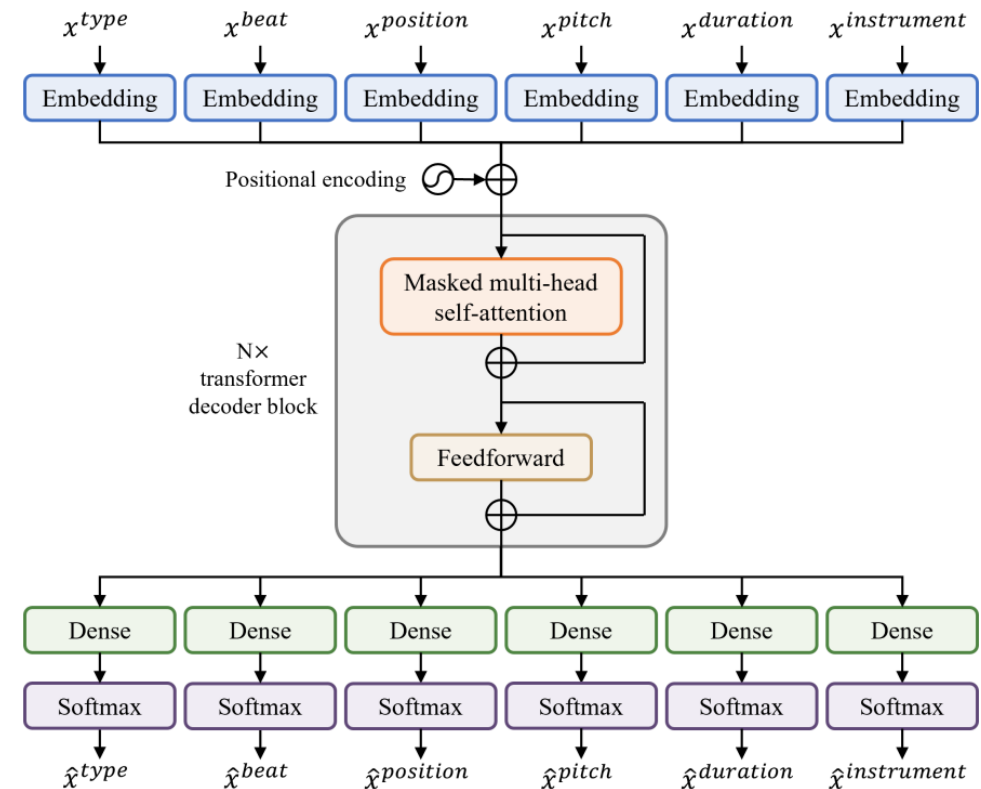 x^type x^beat x^position x^pitch x^duration x^instrument
Embedding Embedding Embedding Embedding Embedding Embedding
Positional encoding
Masked multi-head
self-attention
N×
transformer
decoder block
Feedforward
Dense Dense Dense Dense Dense Dense
Softmax Softmax Softmax Softmax Softmax Softmax
x̂^type x̂^beat x̂^position x̂^pitch x̂^duration x̂^instrument